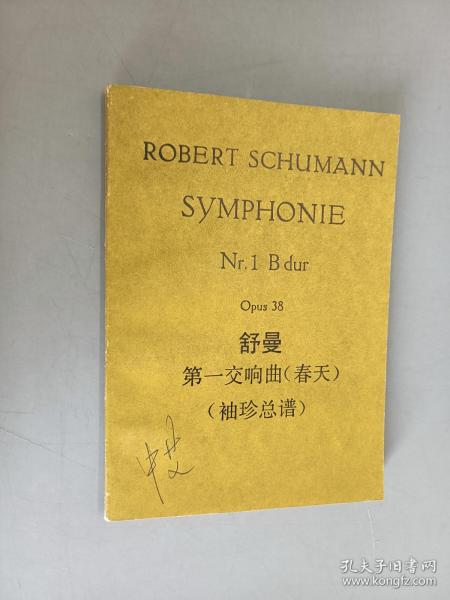 ROBERT SCHUMANN
SYMPHONIE
Nr. 1 B dur
Opus 38
舒曼
第一交响曲(春天)
(袖珍总谱)
孔夫子旧书网
www.kongfz.com